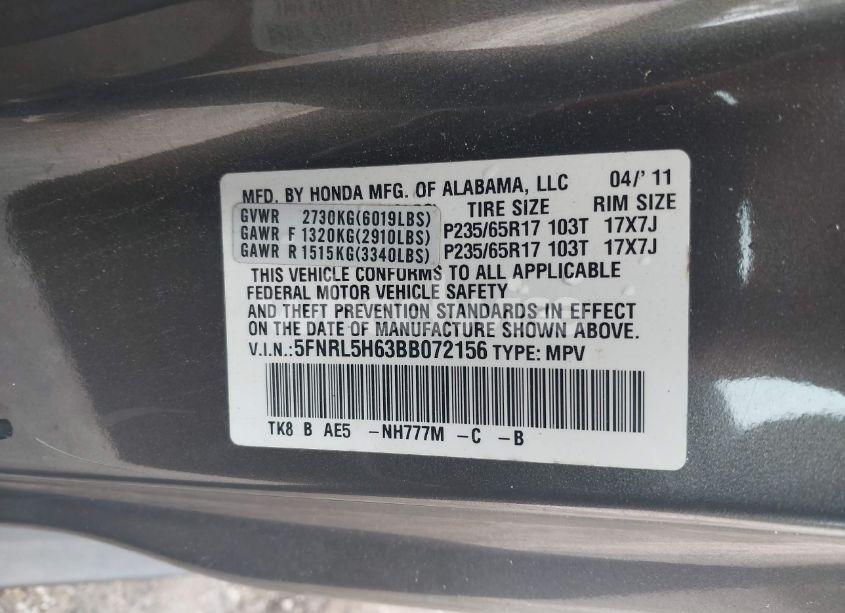 MFD. BY HONDA MFG. OF ALABAMA, LLC 04/' 11
GVWR 2730KG(6019LBS) TIRE SIZE RIM SIZE
GAWR F 1320KG(2910LBS) P235/65R17 103T 17X7J
GAWR R 1515KG(3340LBS) P235/65R17 103T 17X7J
THIS VEHICLE CONFORMS TO ALL APPLICABLE
FEDERAL MOTOR VEHICLE SAFETY
AND THEFT PREVENTION STANDARDS IN EFFECT
ON THE DATE OF MANUFACTURE SHOWN ABOVE.
V.I.N.:5FNRL5H63BB072156 TYPE: MPV
TK8 B AE5 -NH777M -C -B